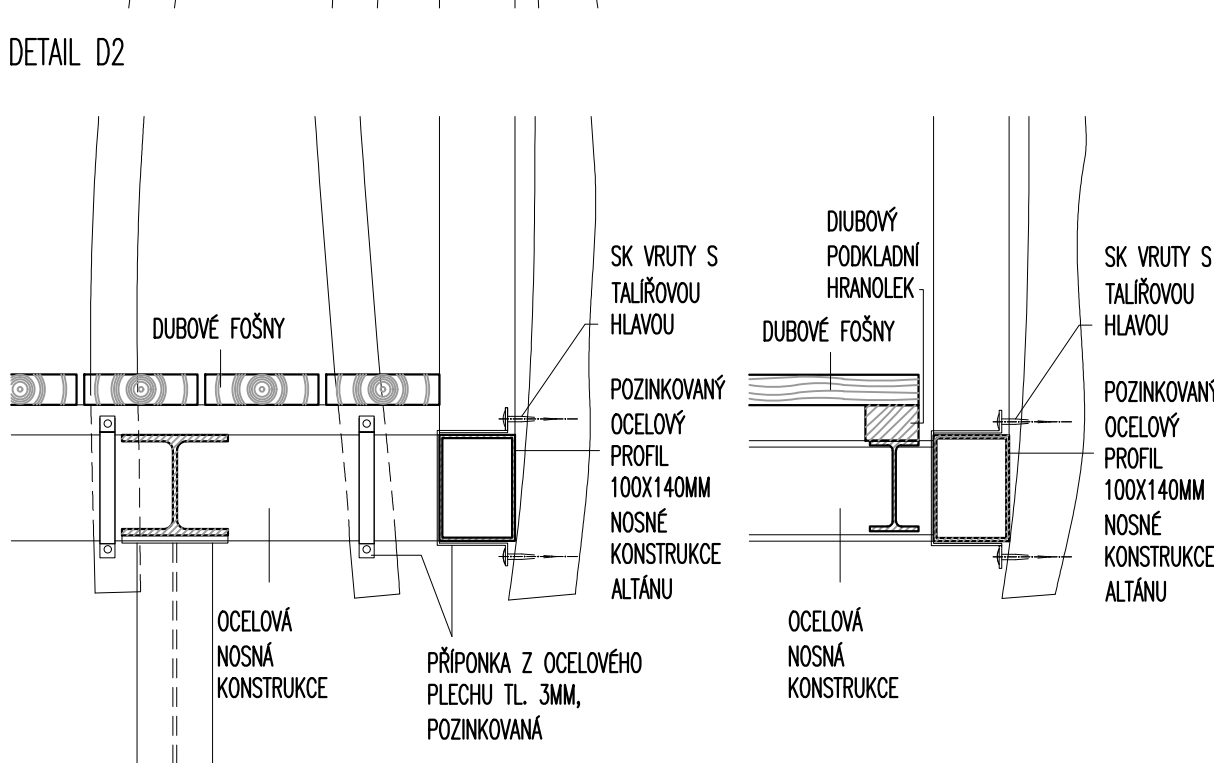 DETAIL D2
DUBOVÉ FOŠNY
SK VRUTY S
TALÍŘOVOU
HLAVOU
POZINKOVANÝ
OCELOVÝ
PROFIL
100X140MM
NOSNÉ
KONSTRUKCE
ALTÁNU
OCELOVÁ
NOSNÁ
KONSTRUKCE
PŘÍPONKA Z OCELOVÉHO
PLECHU TL. 3MM,
POZINKOVANÁ
DIUBOVÝ
PODKLADNÍ
HRANOLEK
DUBOVÉ FOŠNY
SK VRUTY S
TALÍŘOVOU
HLAVOU
POZINKOVANÝ
OCELOVÝ
PROFIL
100X140MM
NOSNÉ
KONSTRUKCE
ALTÁNU
OCELOVÁ
NOSNÁ
KONSTRUKCE